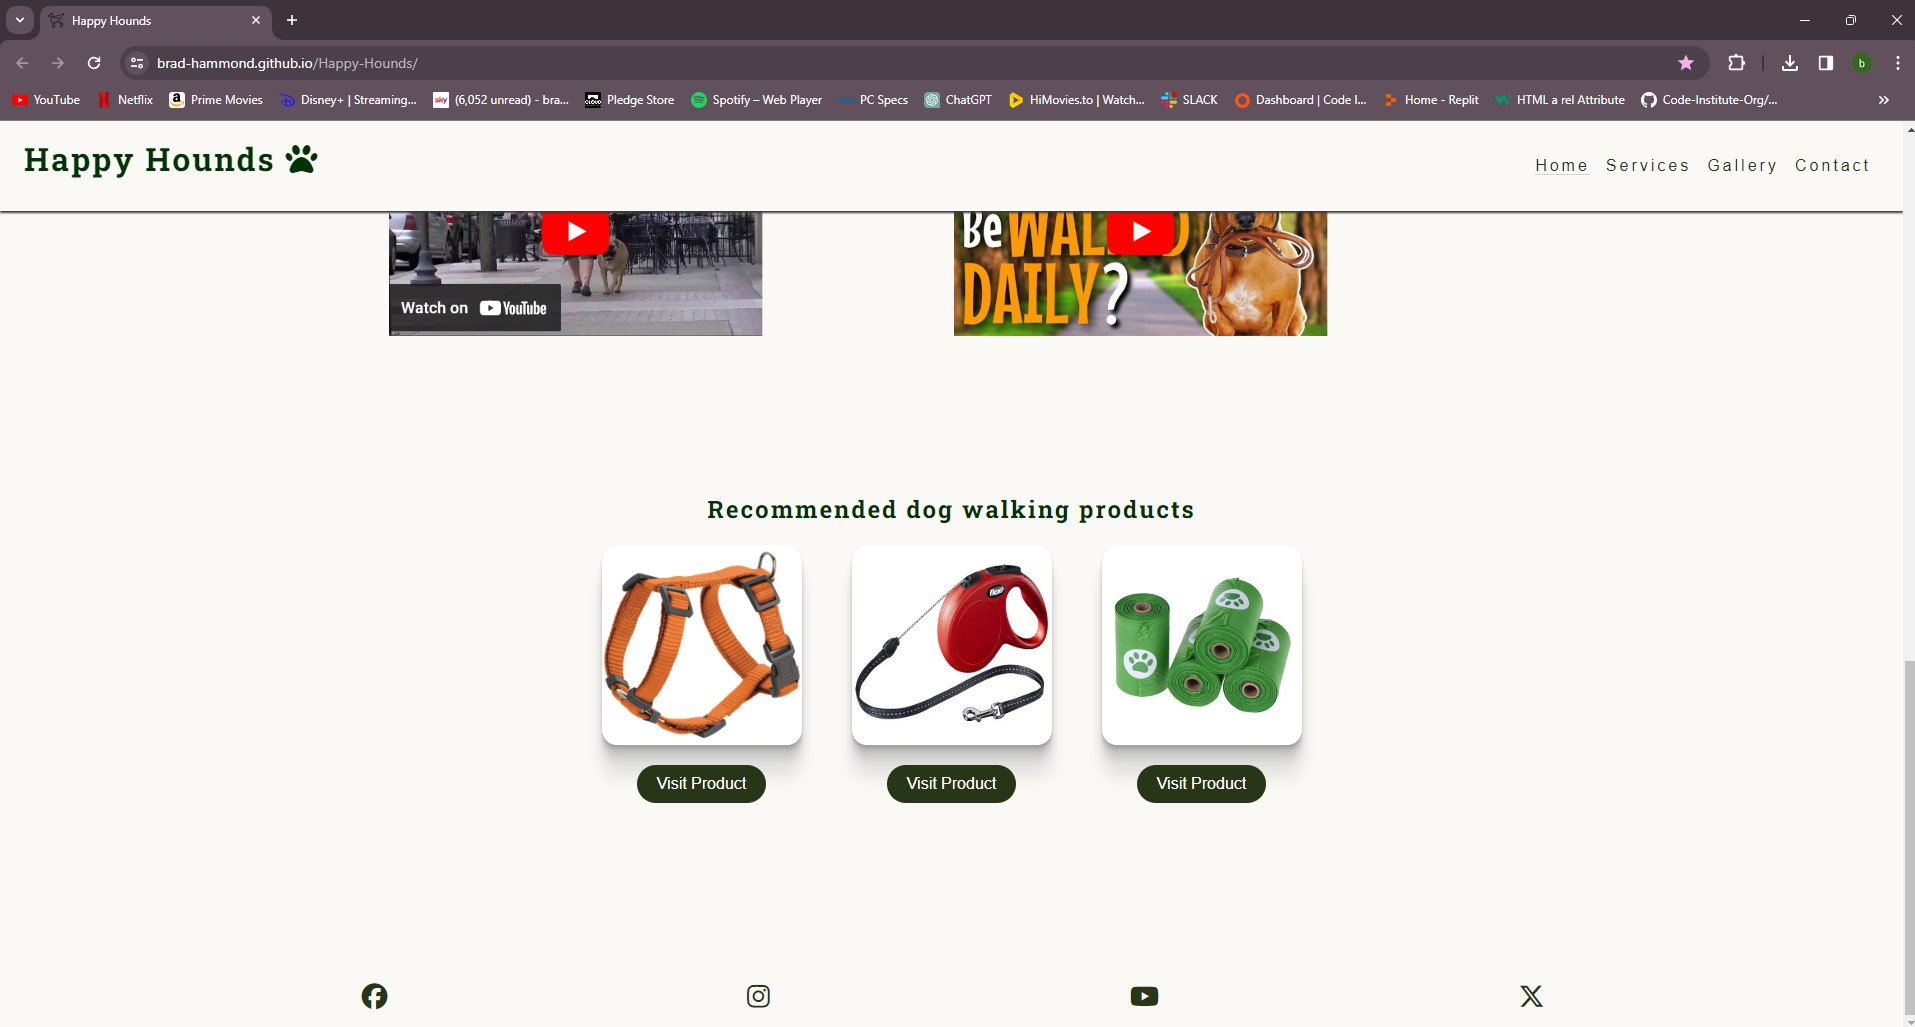 Happy Hounds
brad-hammond.github.io/Happy-Hounds/
b
YouTube
Netflix
Prime Movies
Disney+ | Streaming...
sky
(6,052 unread) - bra...
Pledge Store
Spotify – Web Player
PC Specs
ChatGPT
HiMovies.to | Watch...
SLACK
Dashboard | Code I...
Home - Replit
HTML a rel Attribute
Code-Institute-Org/...
Happy Hounds
Home Services Gallery Contact
Watch on YouTube
Be WALKED
DAILY?
Recommended dog walking products
flexi
Visit Product
Visit Product
Visit Product